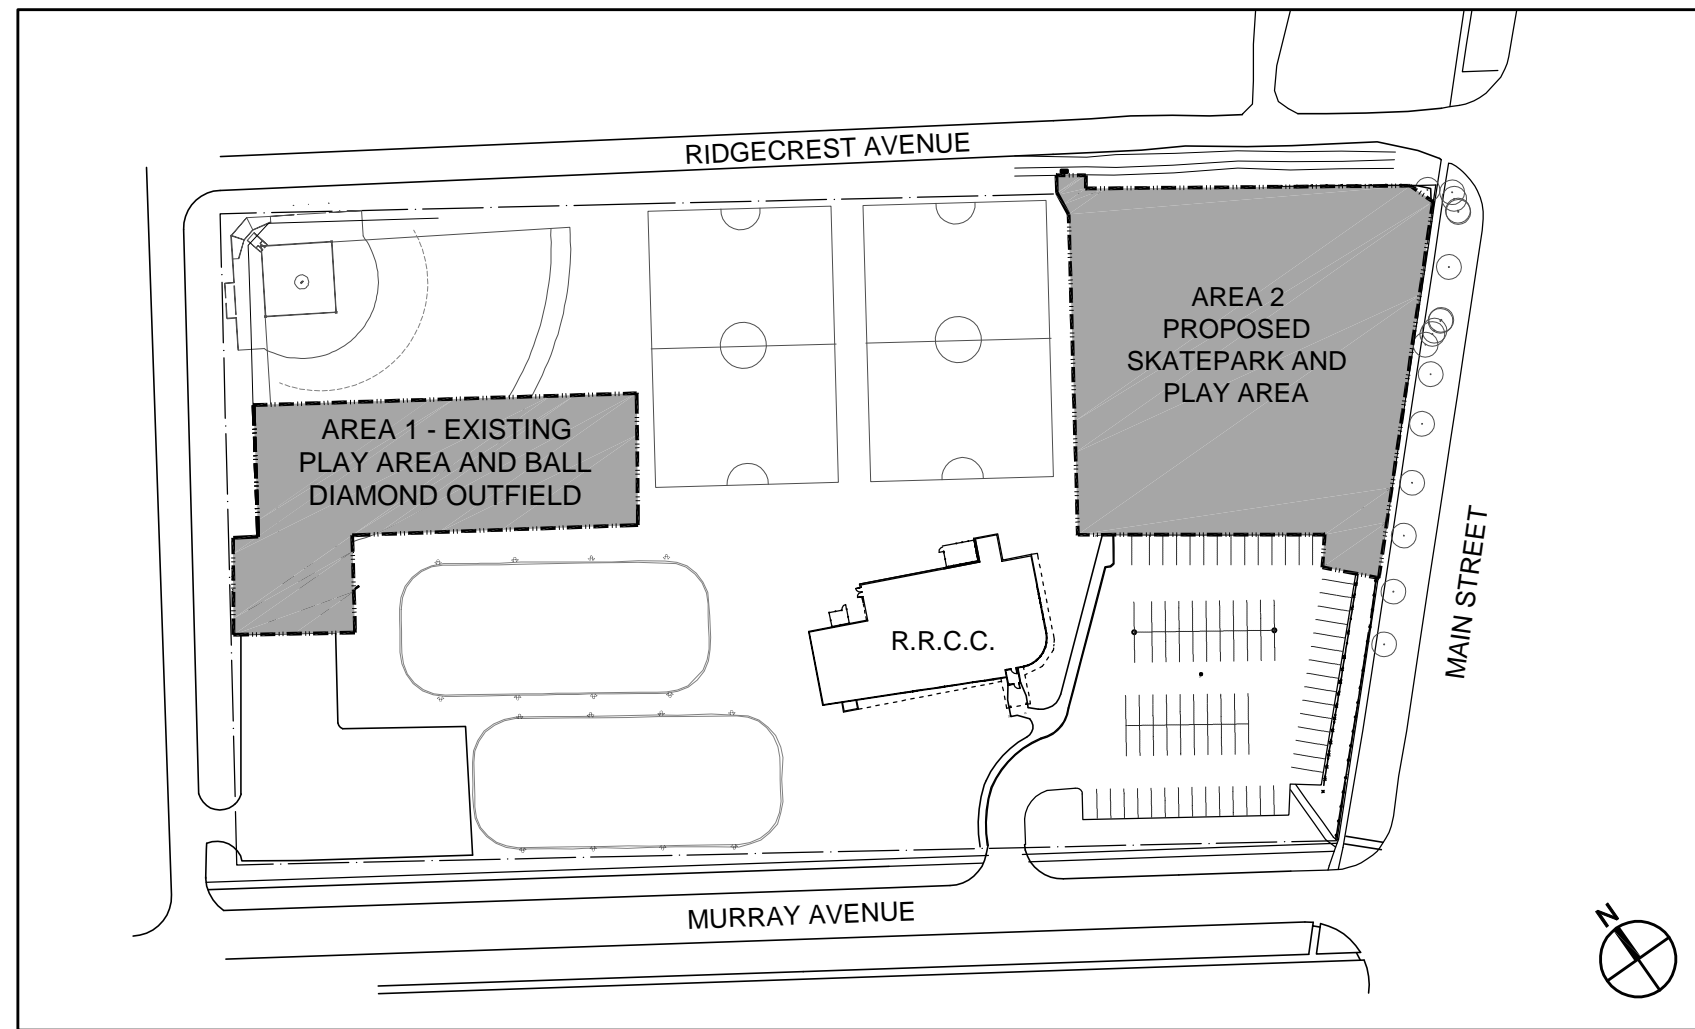 RIDGECREST AVENUE
AREA 2
PROPOSED
SKATEPARK AND
PLAY AREA
AREA 1 - EXISTING
PLAY AREA AND BALL
DIAMOND OUTFIELD
MAIN STREET
R.R.C.C.
MURRAY AVENUE
N